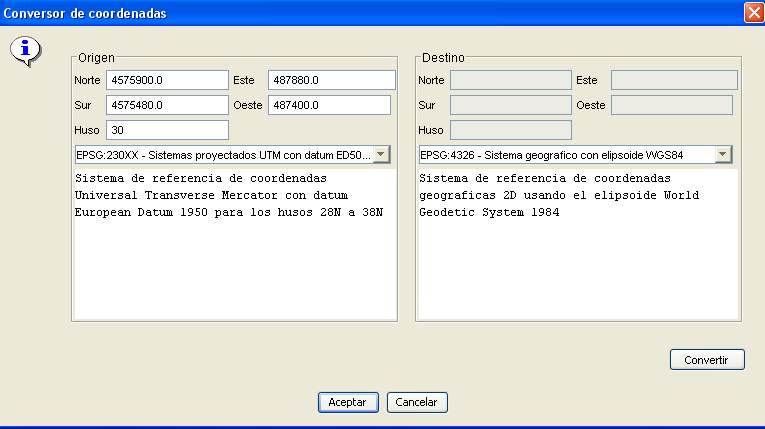 Conversor de coordenadas
Origen
Norte 4575900.0 Este 487880.0
Sur 4575480.0 Oeste 487400.0
Huso 30
EPSG:230XX - Sistemas proyectados UTM con datum ED50...
Sistema de referencia de coordenadas
Universal Transverse Mercator con datum
European Datum 1950 para los husos 28N a 38N
Destino
Norte Este
Sur Oeste
Huso
EPSG:4326 - Sistema geografico con elipsoide WGS84
Sistema de referencia de coordenadas
geograficas 2D usando el elipsoide World
Geodetic System 1984
Convertir
Aceptar Cancelar